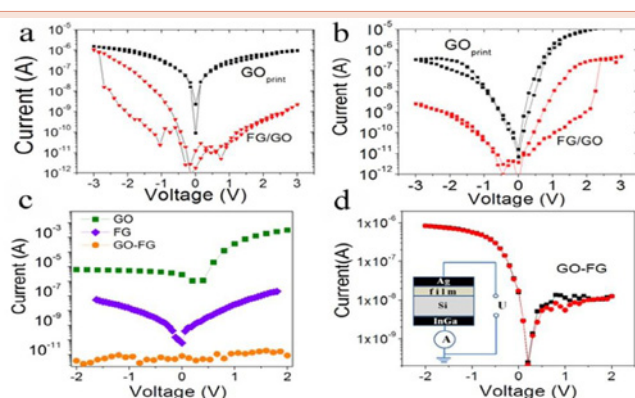 a
Current (A)
10⁻⁵
10⁻⁶
10⁻⁷
10⁻⁸
10⁻⁹
10⁻¹⁰
10⁻¹¹
10⁻¹²
GOprint
FG/GO
-3 -2 -1 0 1 2 3
Voltage (V)
b
Current (A)
10⁻⁵
10⁻⁶
10⁻⁷
10⁻⁸
10⁻⁹
10⁻¹⁰
10⁻¹¹
10⁻¹²
GOprint
FG/GO
-3 -2 -1 0 1 2 3
Voltage (V)
c
GO
FG
GO-FG
Current (A)
10⁻³
10⁻⁵
10⁻⁷
10⁻⁹
10⁻¹¹
-2 0 2
Voltage (V)
d
Current(A)
1x10⁻⁶
1x10⁻⁷
1x10⁻⁸
1x10⁻⁹
GO-FG
Ag
film
Si
InGa
U
A
-2 -1 0 1 2
Voltage (V)